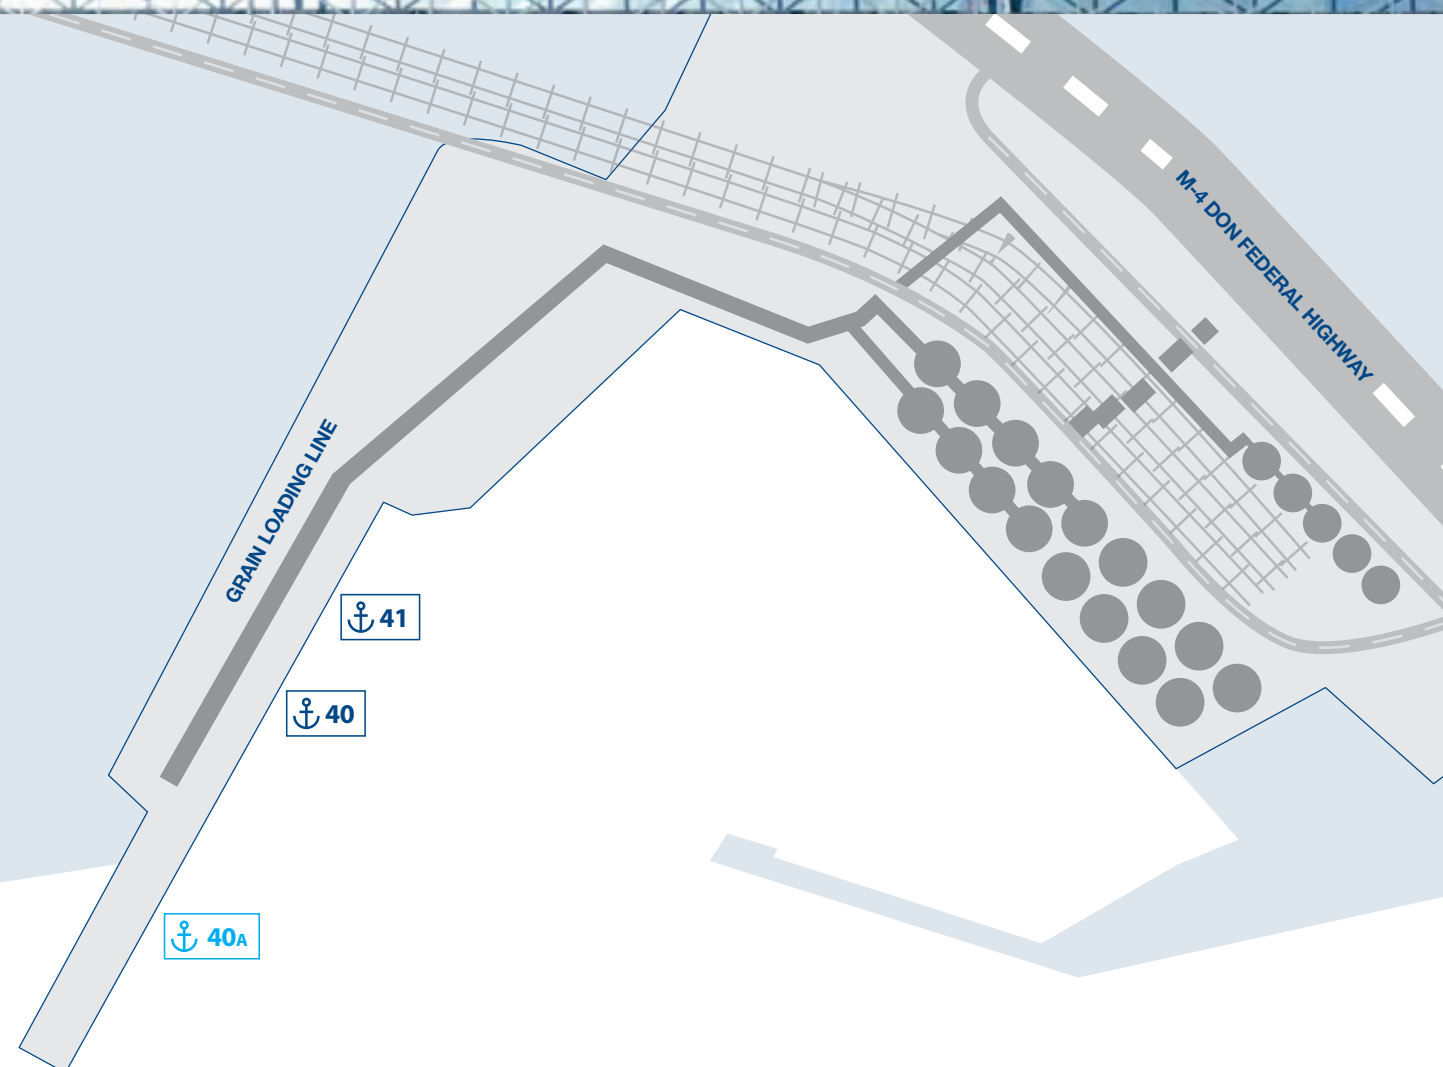 M-4 DON FEDERAL HIGHWAY
GRAIN LOADING LINE
41
40
40A